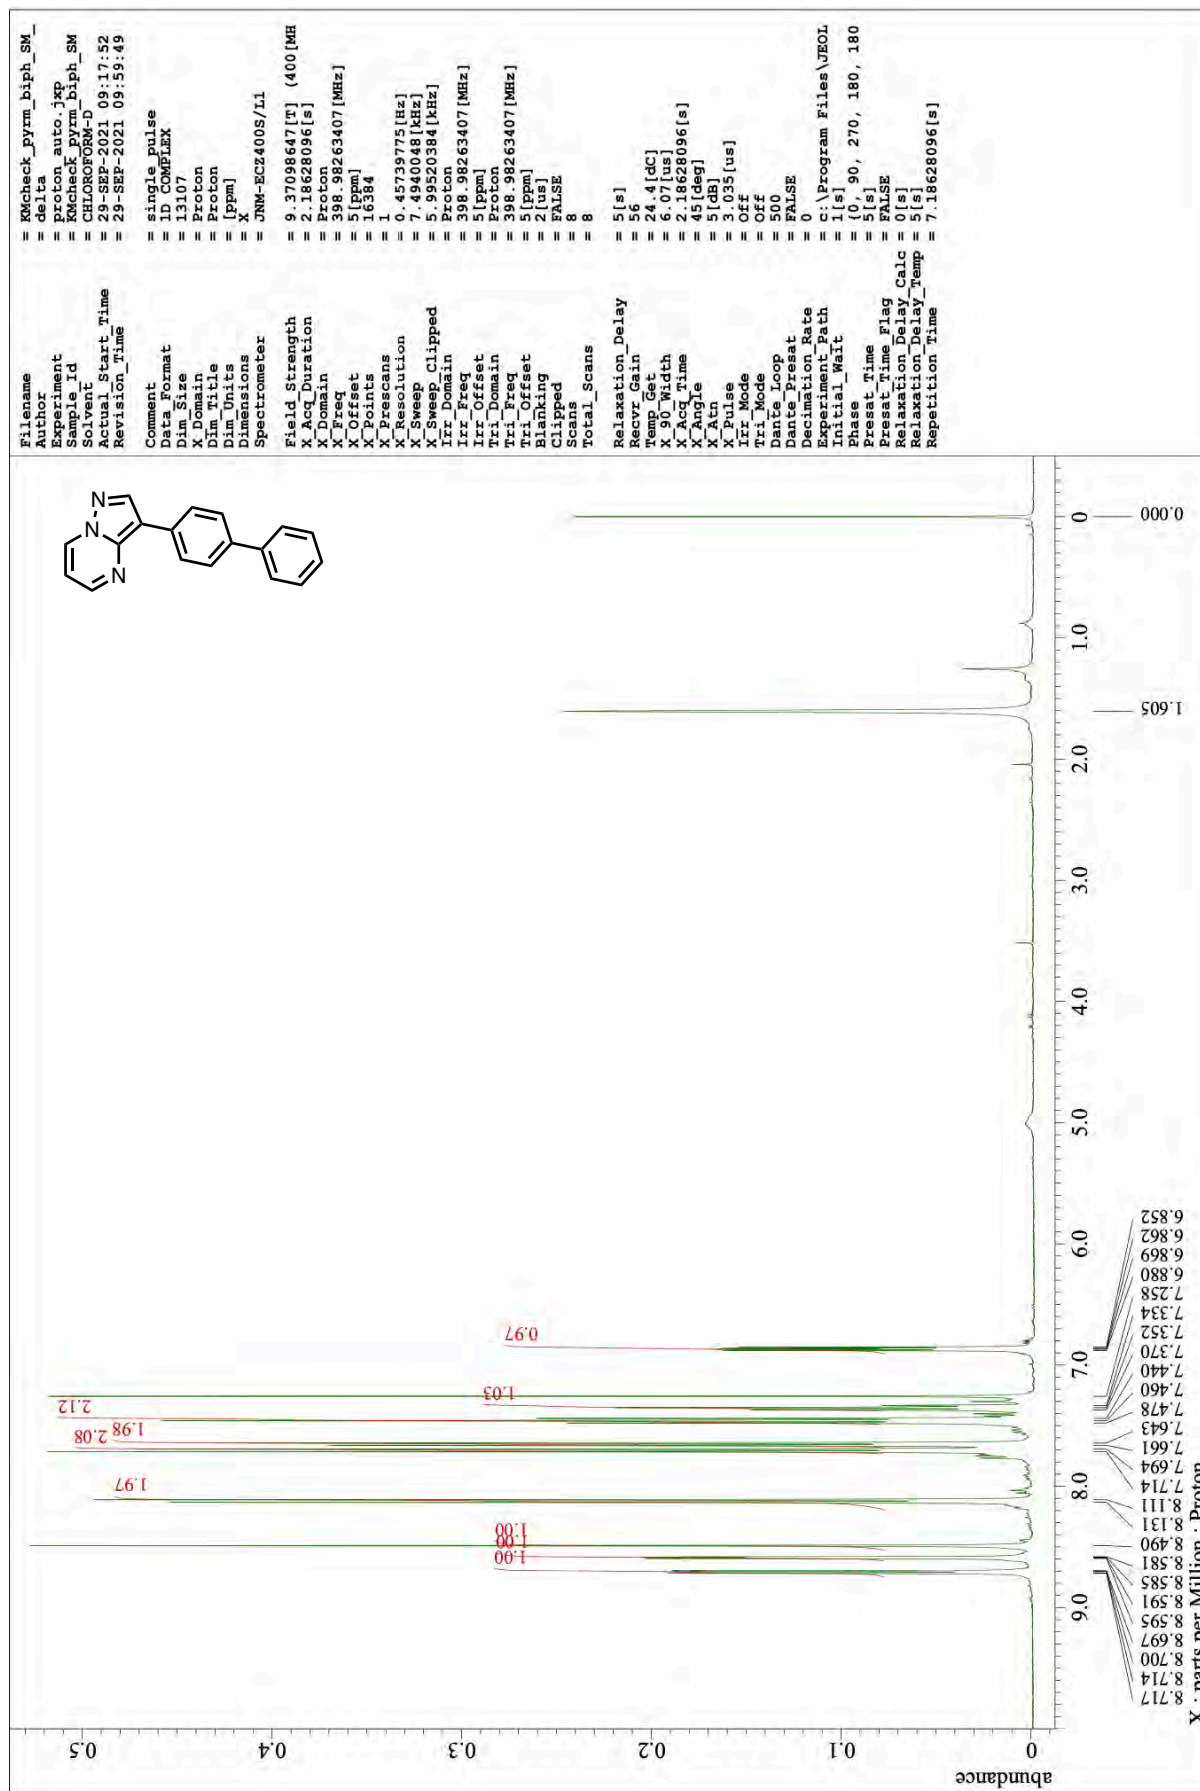 Filename = KMcheck_pyrm_biph_SM_
Author = delta
Experiment = proton_auto.jxp
Sample_Id = KMcheck_pyrm_biph_SM
Solvent = CHLOROFORM-D
Actual_Start_Time = 29-SEP-2021 09:17:52
Revision_Time = 29-SEP-2021 09:59:49
Comment = single_pulse
Data_Format = 1D COMPLEX
Dim_Size = 13107
X_Domain = Proton
Dim_Title = Proton
Dim_Units = [ppm]
Dimensions = X
Spectrometer = JNM-ECZ400S/L1
Field_Strength = 9.37098647[T] (400[MH
X_Acq_Duration = 2.18628096[s]
X_Domain = Proton
X_Freq = 398.98263407[MHz]
X_Offset = 5[ppm]
X_Points = 16384
X_Prescans = 1
X_Resolution = 0.45739775[Hz]
X_Sweep = 7.4940048[kHz]
X_Sweep_Clipped = 5.99520384[kHz]
Irr_Domain = Proton
Irr_Freq = 398.98263407[MHz]
Irr_Offset = 5[ppm]
Tri_Domain = Proton
Tri_Freq = 398.98263407[MHz]
Tri_Offset = 5[ppm]
Blanking = 2[us]
Clipped = FALSE
Scans = 8
Total_Scans = 8
Relaxation_Delay = 5[s]
Recvr_Gain = 56
Temp_Get = 24.4[dC]
X_90_Width = 6.07[us]
X_Acq_Time = 2.18628096[s]
X_Angle = 45[deg]
X_Atn = 5[dB]
X_Pulse = 3.035[us]
Irr_Mode = Off
Tri_Mode = Off
Dante_Loop = 500
Dante_Presat = FALSE
Decimation_Rate = 0
Experiment_Path = c:\Program Files\JEOL
Initial_Wait = 1[s]
Phase = {0, 90, 270, 180, 180
Presat_Time = 5[s]
Presat_Time_Flag = FALSE
Relaxation_Delay_Calc = 0[s]
Relaxation_Delay_Temp = 5[s]
Repetition_Time = 7.18628096[s]
N
N
N
abundance
0 0.1 0.2 0.3 0.4 0.5
1.00
1.00
1.00
1.97
2.08
1.98
2.12
1.03
0.97
9.0 8.0 7.0 6.0 5.0 4.0 3.0 2.0 1.0 0
8.717
8.714
8.700
8.697
8.595
8.591
8.585
8.581
8.490
8.131
8.111
7.714
7.694
7.661
7.643
7.478
7.460
7.440
7.370
7.352
7.334
7.258
6.880
6.869
6.862
6.852
1.605
0.000
X : parts per Million : Proton